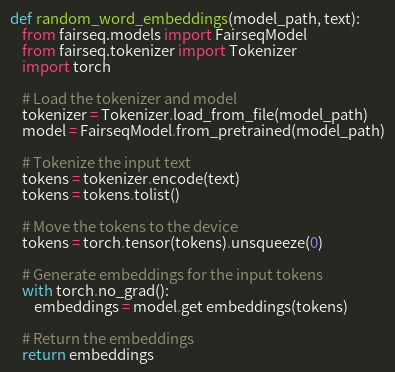 def random_word_embeddings(model_path, text):
from fairseq.models import FairseqModel
from fairseq.tokenizer import Tokenizer
import torch
# Load the tokenizer and model
tokenizer = Tokenizer.load_from_file(model_path)
model = FairseqModel.from_pretrained(model_path)
# Tokenize the input text
tokens = tokenizer.encode(text)
tokens = tokens.tolist()
# Move the tokens to the device
tokens = torch.tensor(tokens).unsqueeze(0)
# Generate embeddings for the input tokens
with torch.no_grad():
embeddings = model.get embeddings(tokens)
# Return the embeddings
return embeddings